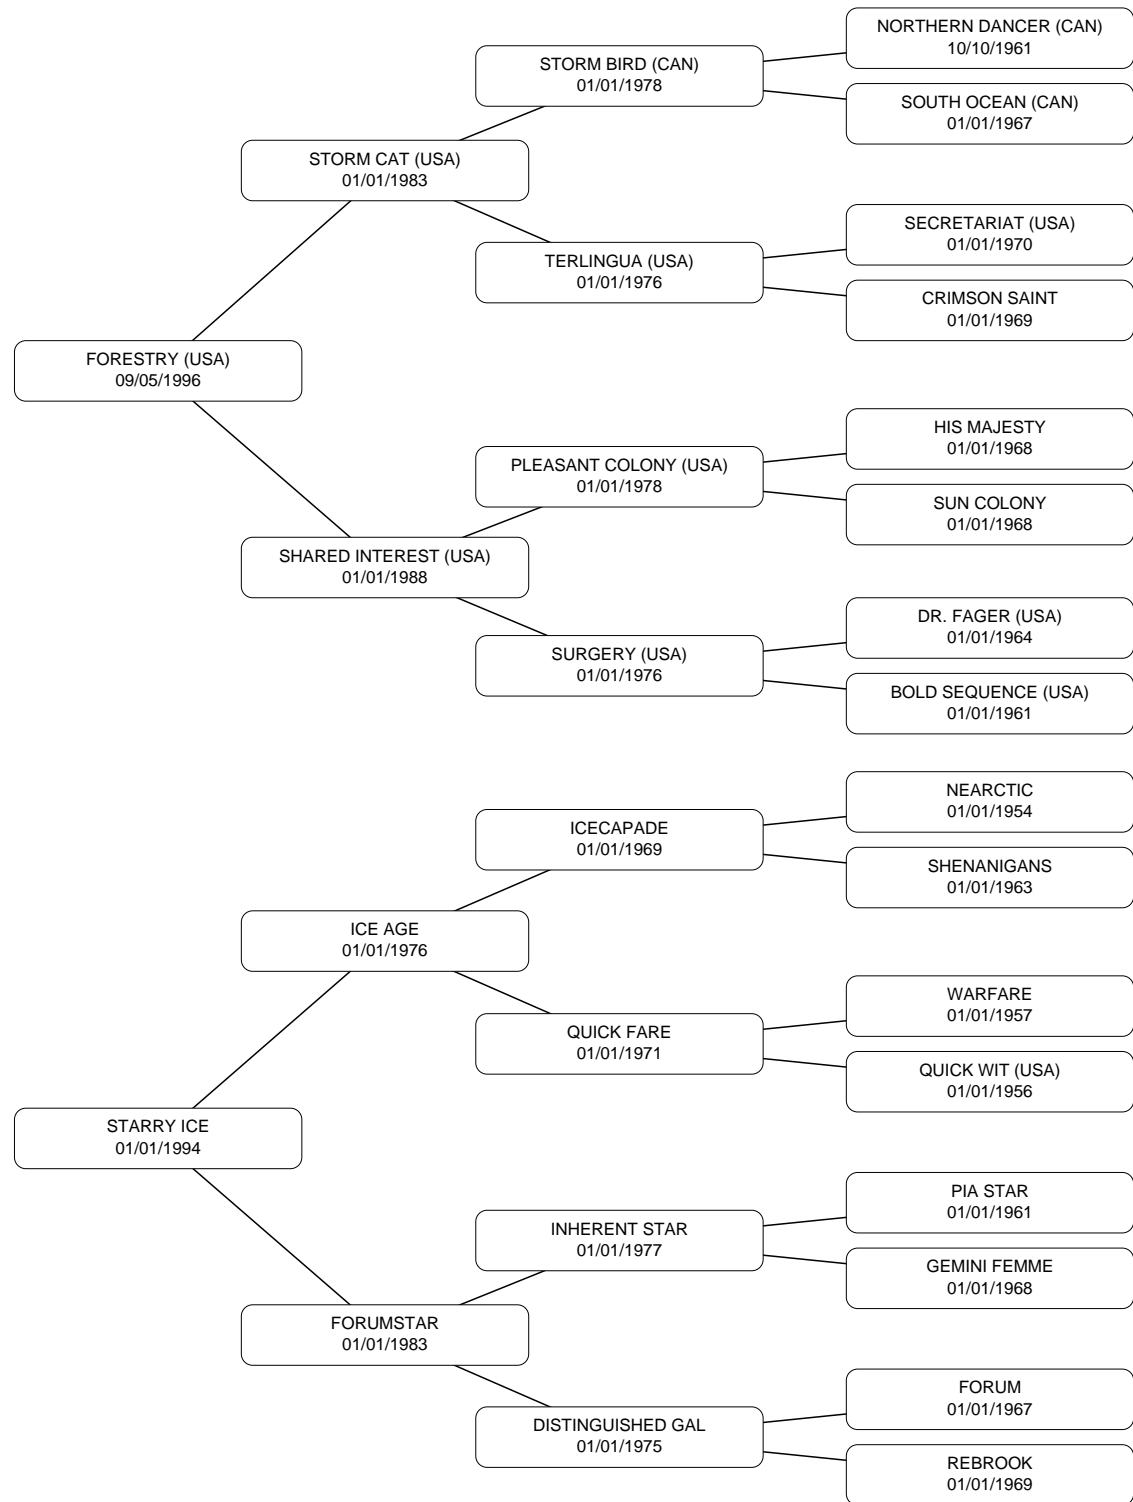 NORTHERN DANCER (CAN)
10/10/1961
STORM BIRD (CAN)
01/01/1978
SOUTH OCEAN (CAN)
01/01/1967
STORM CAT (USA)
01/01/1983
SECRETARIAT (USA)
01/01/1970
TERLINGUA (USA)
01/01/1976
CRIMSON SAINT
01/01/1969
FORESTRY (USA)
09/05/1996
HIS MAJESTY
01/01/1968
PLEASANT COLONY (USA)
01/01/1978
SUN COLONY
01/01/1968
SHARED INTEREST (USA)
01/01/1988
DR. FAGER (USA)
01/01/1964
SURGERY (USA)
01/01/1976
BOLD SEQUENCE (USA)
01/01/1961
NEARCTIC
01/01/1954
ICECAPADE
01/01/1969
SHENANIGANS
01/01/1963
ICE AGE
01/01/1976
WARFARE
01/01/1957
QUICK FARE
01/01/1971
QUICK WIT (USA)
01/01/1956
STARRY ICE
01/01/1994
PIA STAR
01/01/1961
INHERENT STAR
01/01/1977
GEMINI FEMME
01/01/1968
FORUMSTAR
01/01/1983
FORUM
01/01/1967
DISTINGUISHED GAL
01/01/1975
REBROOK
01/01/1969